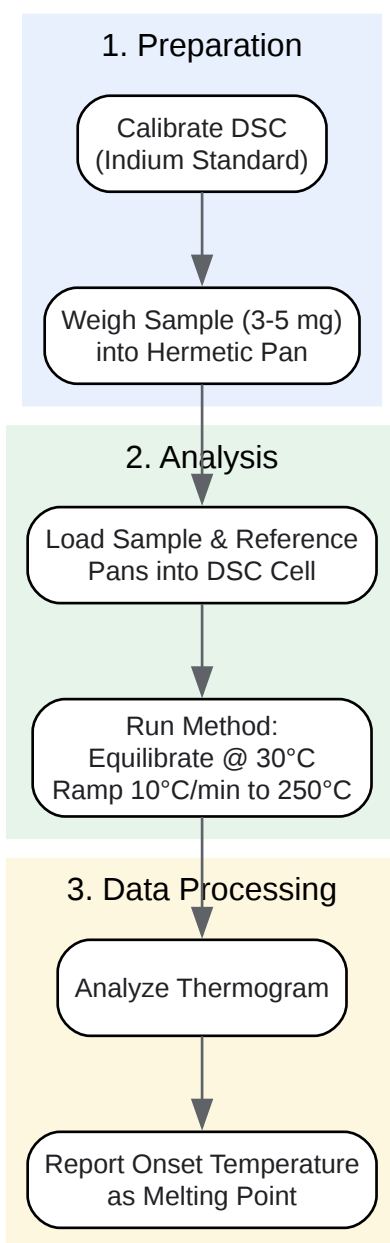 1. Preparation
Calibrate DSC
(Indium Standard)
Weigh Sample (3-5 mg)
into Hermetic Pan
2. Analysis
Load Sample & Reference
Pans into DSC Cell
Run Method:
Equilibrate @ 30°C
Ramp 10°C/min to 250°C
3. Data Processing
Analyze Thermogram
Report Onset Temperature
as Melting Point